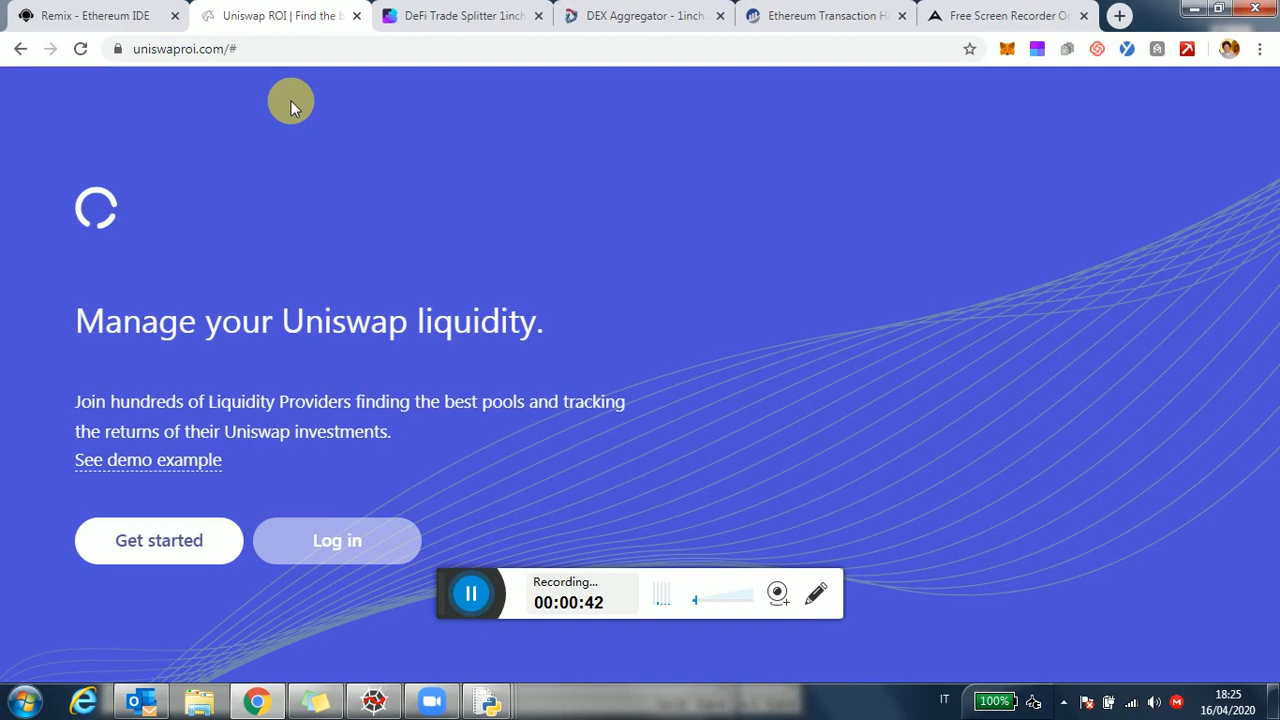 Remix - Ethereum IDE
Uniswap ROI | Find the b
DeFi Trade Splitter 1inch
DEX Aggregator - 1inch
Ethereum Transaction Ha
Free Screen Recorder On
uniswaproi.com/#
Manage your Uniswap liquidity.
Join hundreds of Liquidity Providers finding the best pools and tracking
the returns of their Uniswap investments.
See demo example
Get started
Log in
Recording...
00:00:42
IT
100%
18:25
16/04/2020